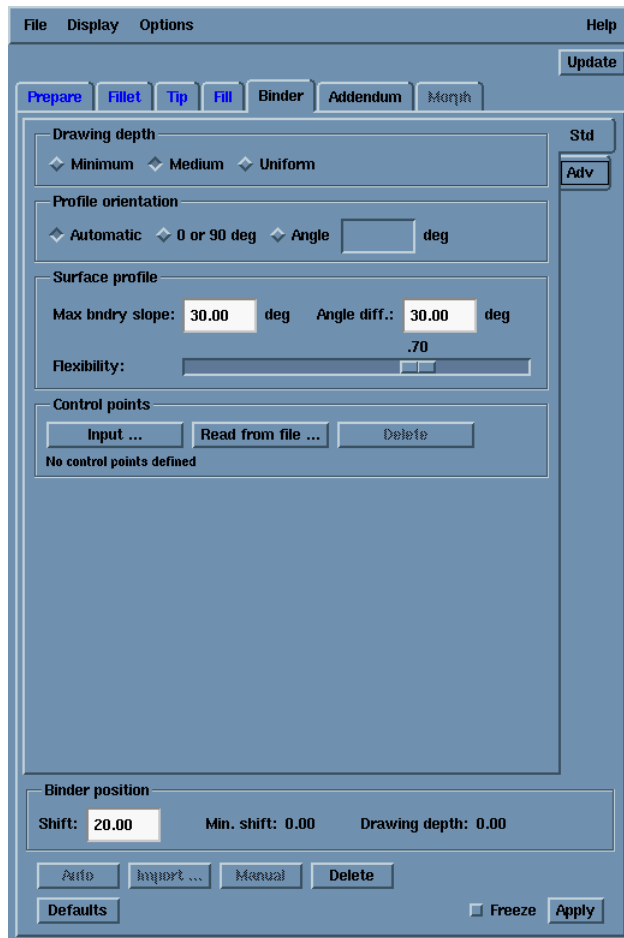 File Display Options Help
Update
Prepare Fillet Tip Fill Binder Addendum Morph
Std
Adv
Drawing depth
Minimum Medium Uniform
Profile orientation
Automatic 0 or 90 deg Angle deg
Surface profile
Max bndry slope: 30.00 deg Angle diff.: 30.00 deg
.70
Flexibility:
Control points
Input ... Read from file ... Delete
No control points defined
Binder position
Shift: 20.00 Min. shift: 0.00 Drawing depth: 0.00
Auto Import ... Manual Delete
Defaults Freeze Apply